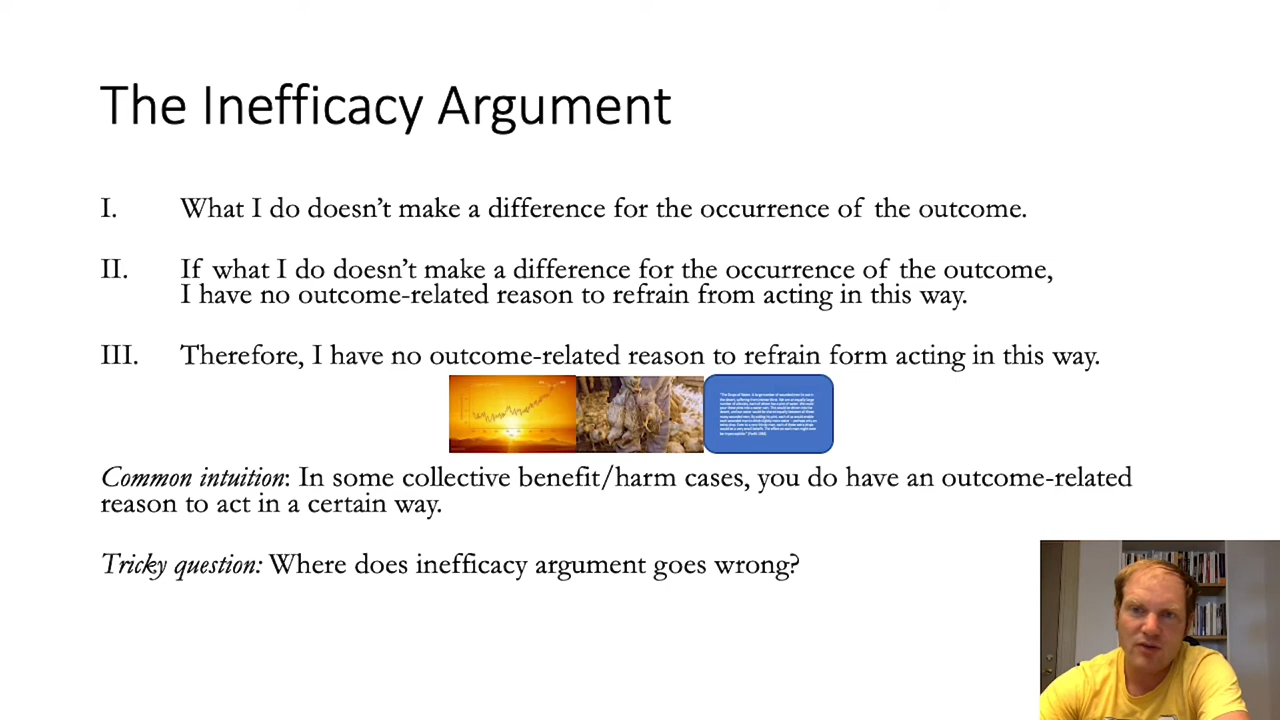 The Inefficacy Argument
I. What I do doesn’t make a difference for the occurrence of the outcome.
II. If what I do doesn’t make a difference for the occurrence of the outcome,
I have no outcome-related reason to refrain from acting in this way.
III. Therefore, I have no outcome-related reason to refrain form acting in this way.
Common intuition: In some collective benefit/harm cases, you do have an outcome-related
reason to act in a certain way.
Tricky question: Where does inefficacy argument goes wrong?